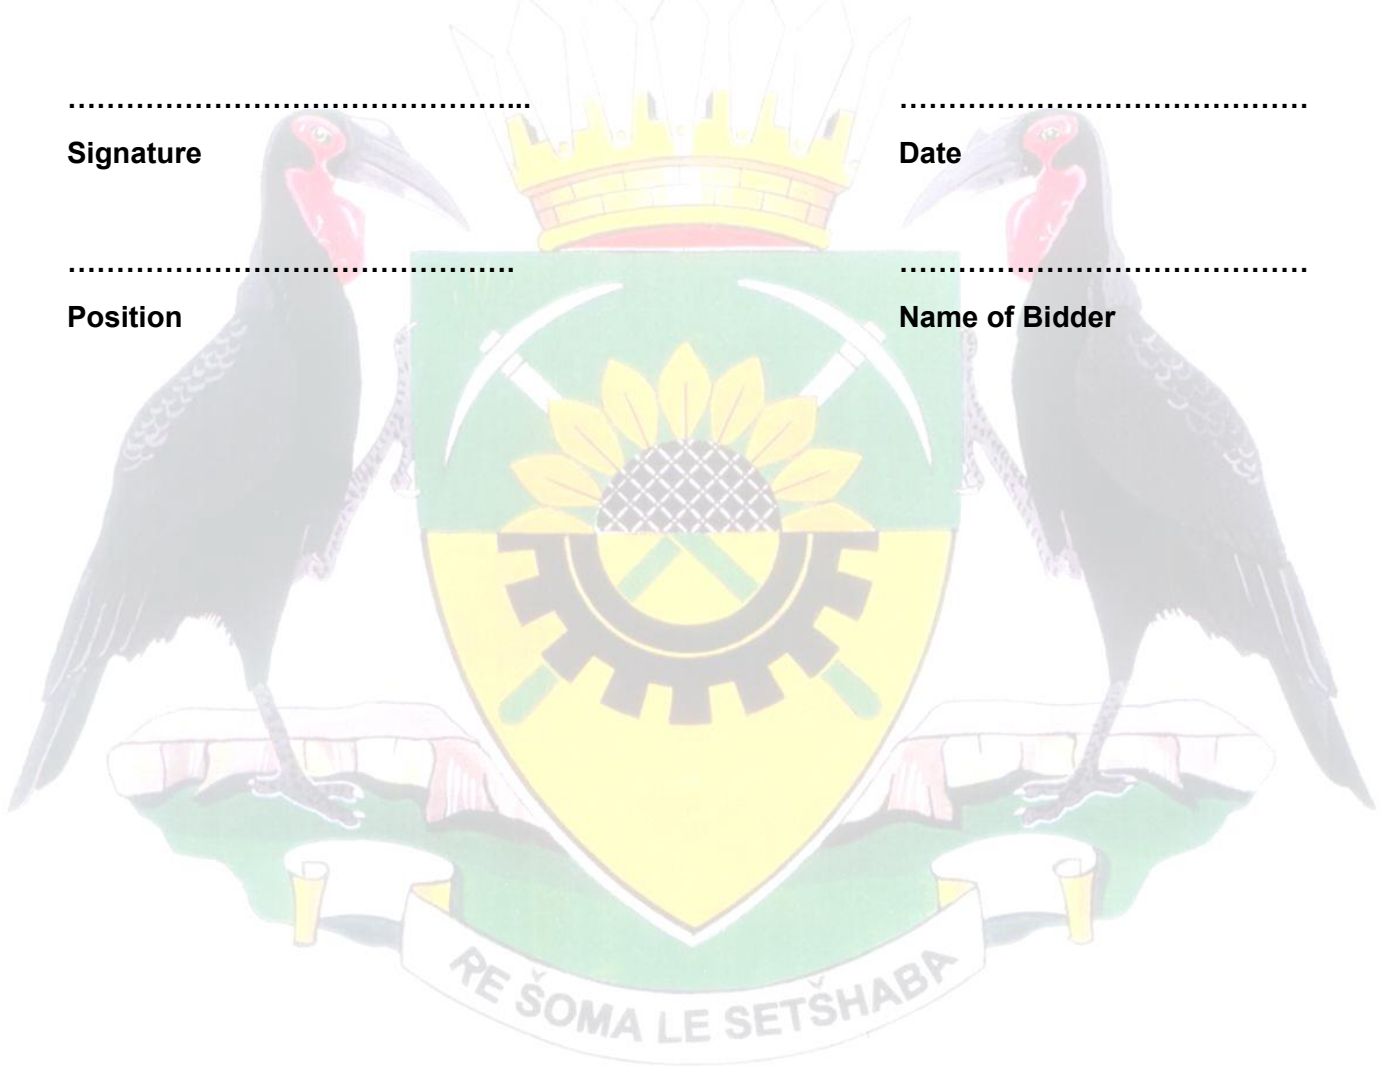 ………………………………………... ……………………………………
Signature Date
………………………………………. ……………………………………
Position Name of Bidder
RE ŠOMA LE SETŠHABA